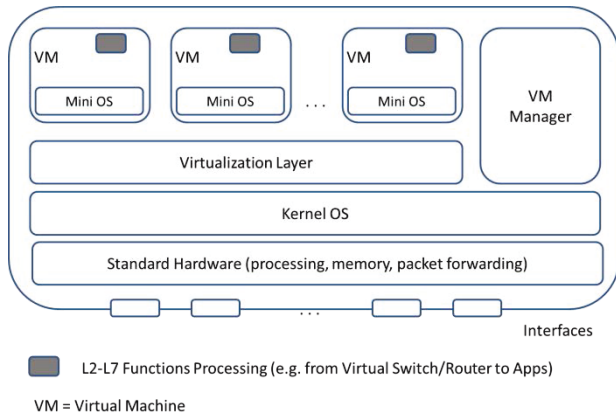 VM
VM
VM
Mini OS
Mini OS
. . .
Mini OS
VM
Manager
Virtualization Layer
Kernel OS
Standard Hardware (processing, memory, packet forwarding)
. . .
Interfaces
L2-L7 Functions Processing (e.g. from Virtual Switch/Router to Apps)
VM = Virtual Machine